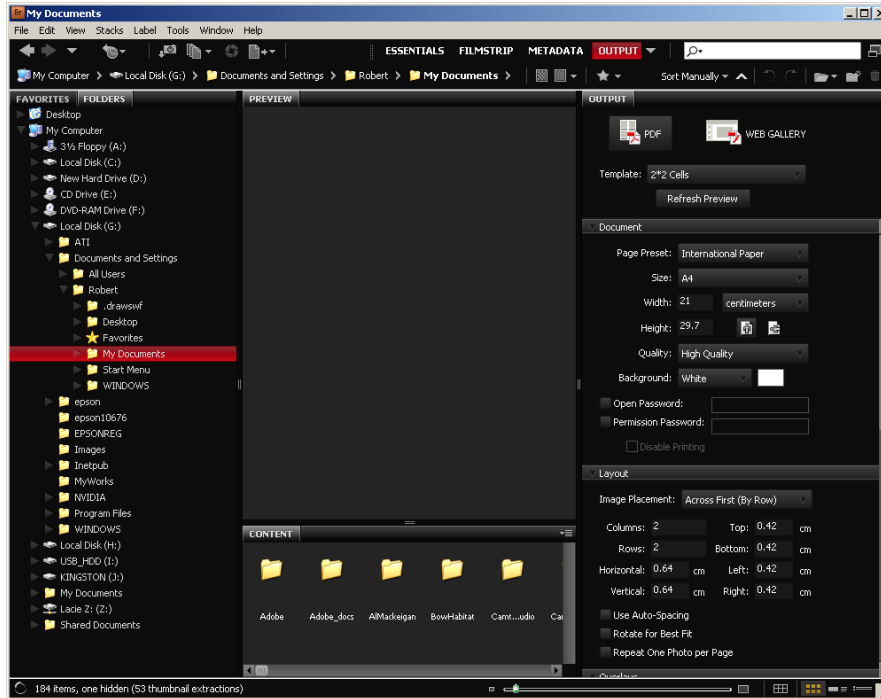 Br My Documents
File Edit View Stacks Label Tools Window Help
ESSENTIALS FILMSTRIP METADATA OUTPUT
My Computer > Local Disk (G:) > Documents and Settings > Robert > My Documents >
Sort Manually
FAVORITES FOLDERS
Desktop
My Computer
3½ Floppy (A:)
Local Disk (C:)
New Hard Drive (D:)
CD Drive (E:)
DVD-RAM Drive (F:)
Local Disk (G:)
ATI
Documents and Settings
All Users
Robert
.drawswf
Desktop
Favorites
My Documents
Start Menu
WINDOWS
epson
epson10676
EPSONREG
Images
Inetpub
MyWorks
NVIDIA
Program Files
WINDOWS
Local Disk (H:)
USB_HDD (I:)
KINGSTON (J:)
My Documents
Lacie Z: (Z:)
Shared Documents
PREVIEW
CONTENT
Adobe Adobe_docs AlMackeigan BowHabitat Camt...udio Cai
OUTPUT
PDF WEB GALLERY
Template: 2*2 Cells
Refresh Preview
Document
Page Preset: International Paper
Size: A4
Width: 21 centimeters
Height: 29.7
Quality: High Quality
Background: White
Open Password:
Permission Password:
Disable Printing
Layout
Image Placement: Across First (By Row)
Columns: 2 Top: 0.42 cm
Rows: 2 Bottom: 0.42 cm
Horizontal: 0.64 cm Left: 0.42 cm
Vertical: 0.64 cm Right: 0.42 cm
Use Auto-Spacing
Rotate for Best Fit
Repeat One Photo per Page
Overlays
184 items, one hidden (53 thumbnail extractions)